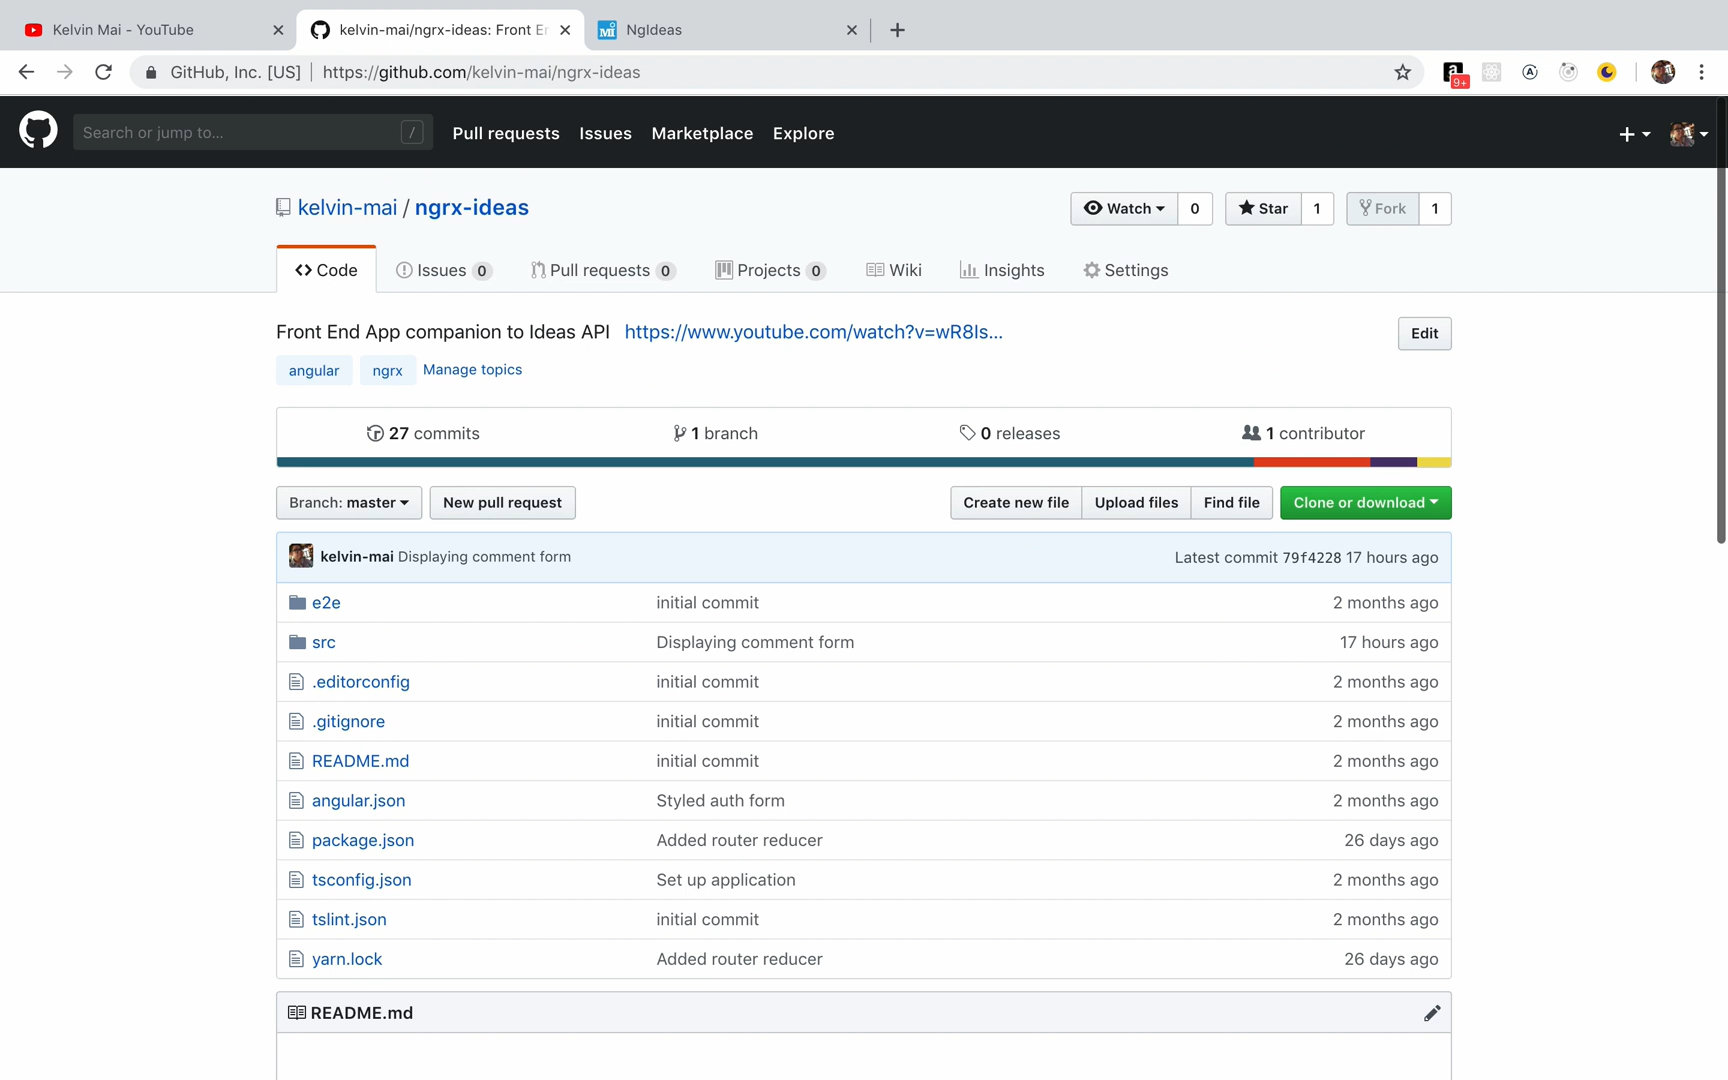 Kelvin Mai - YouTube
kelvin-mai/ngrx-ideas: Front En
NgIdeas
GitHub, Inc. [US] | https://github.com/kelvin-mai/ngrx-ideas
9+
Search or jump to...
/
Pull requests
Issues
Marketplace
Explore
kelvin-mai / ngrx-ideas
Watch
0
Star
1
Fork
1
Code
Issues 0
Pull requests 0
Projects 0
Wiki
Insights
Settings
Front End App companion to Ideas API https://www.youtube.com/watch?v=wR8Is...
Edit
angular
ngrx
Manage topics
27 commits
1 branch
0 releases
1 contributor
Branch: master
New pull request
Create new file
Upload files
Find file
Clone or download
kelvin-mai Displaying comment form
Latest commit 79f4228 17 hours ago
e2e initial commit 2 months ago
src Displaying comment form 17 hours ago
.editorconfig initial commit 2 months ago
.gitignore initial commit 2 months ago
README.md initial commit 2 months ago
angular.json Styled auth form 2 months ago
package.json Added router reducer 26 days ago
tsconfig.json Set up application 2 months ago
tslint.json initial commit 2 months ago
yarn.lock Added router reducer 26 days ago
README.md